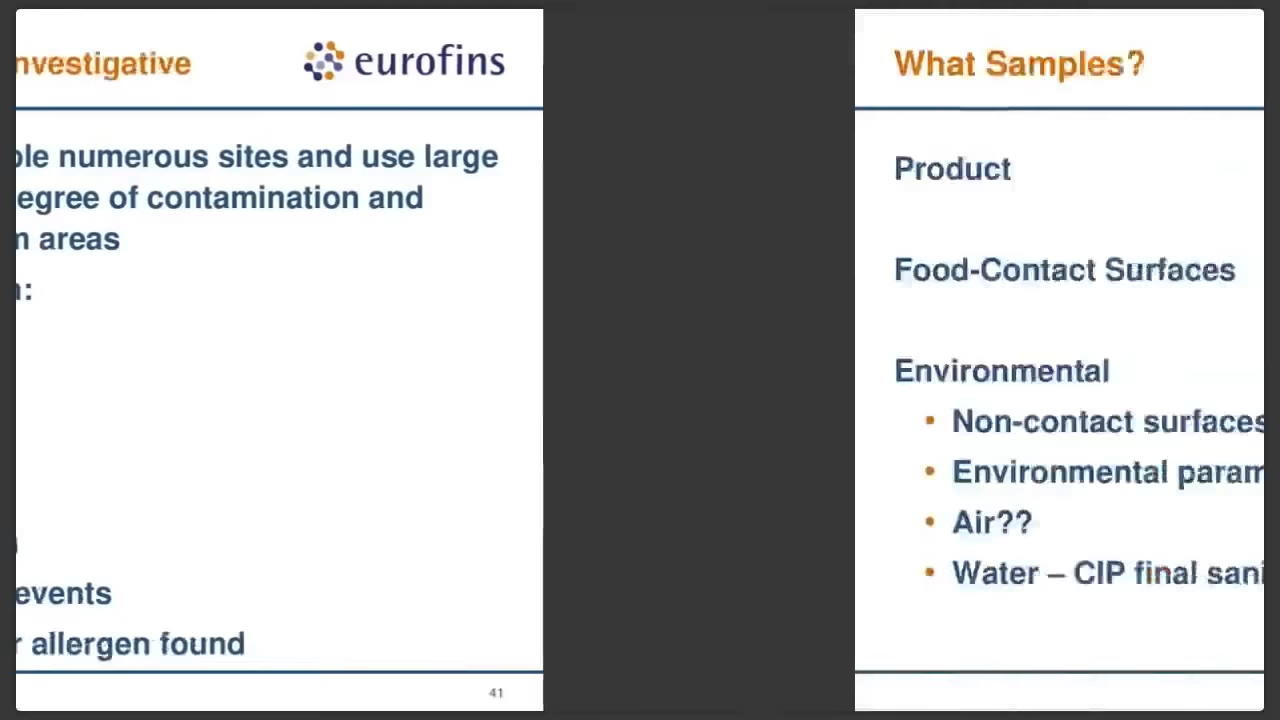 nvestigative
eurofins
ple numerous sites and use large
egree of contamination and
m areas
n:
events
r allergen found
41
What Samples?
Product
Food-Contact Surfaces
Environmental
• Non-contact surfaces
• Environmental param
• Air??
• Water – CIP final sani